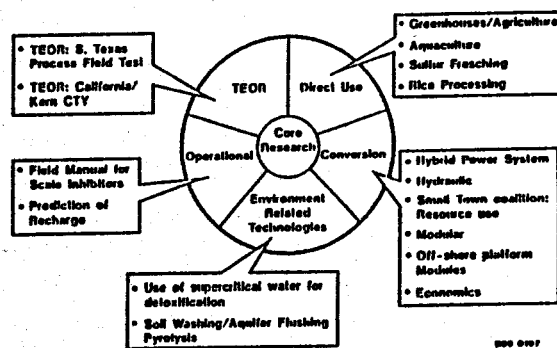 • TEOR: S. Texas
Process Field Test
• TEOR: California/
Kern CTY
• Greenhouses/Agriculture
• Aquaculture
• Sulfur Frasching
• Rice Processing
TEOR
Direct Use
Core
Research
Operational
Conversion
Environment
Related
Technologies
• Field Manual for
Scale Inhibitors
• Prediction of
Recharge
• Hybrid Power System
• Hydraulic
• Small Town coalition:
Resource use
• Modular
• Off-shore platform
Modules
• Economics
• Use of supercritical water for
detoxification
• Soil Washing/Aquifer Flushing
Pyrolysis